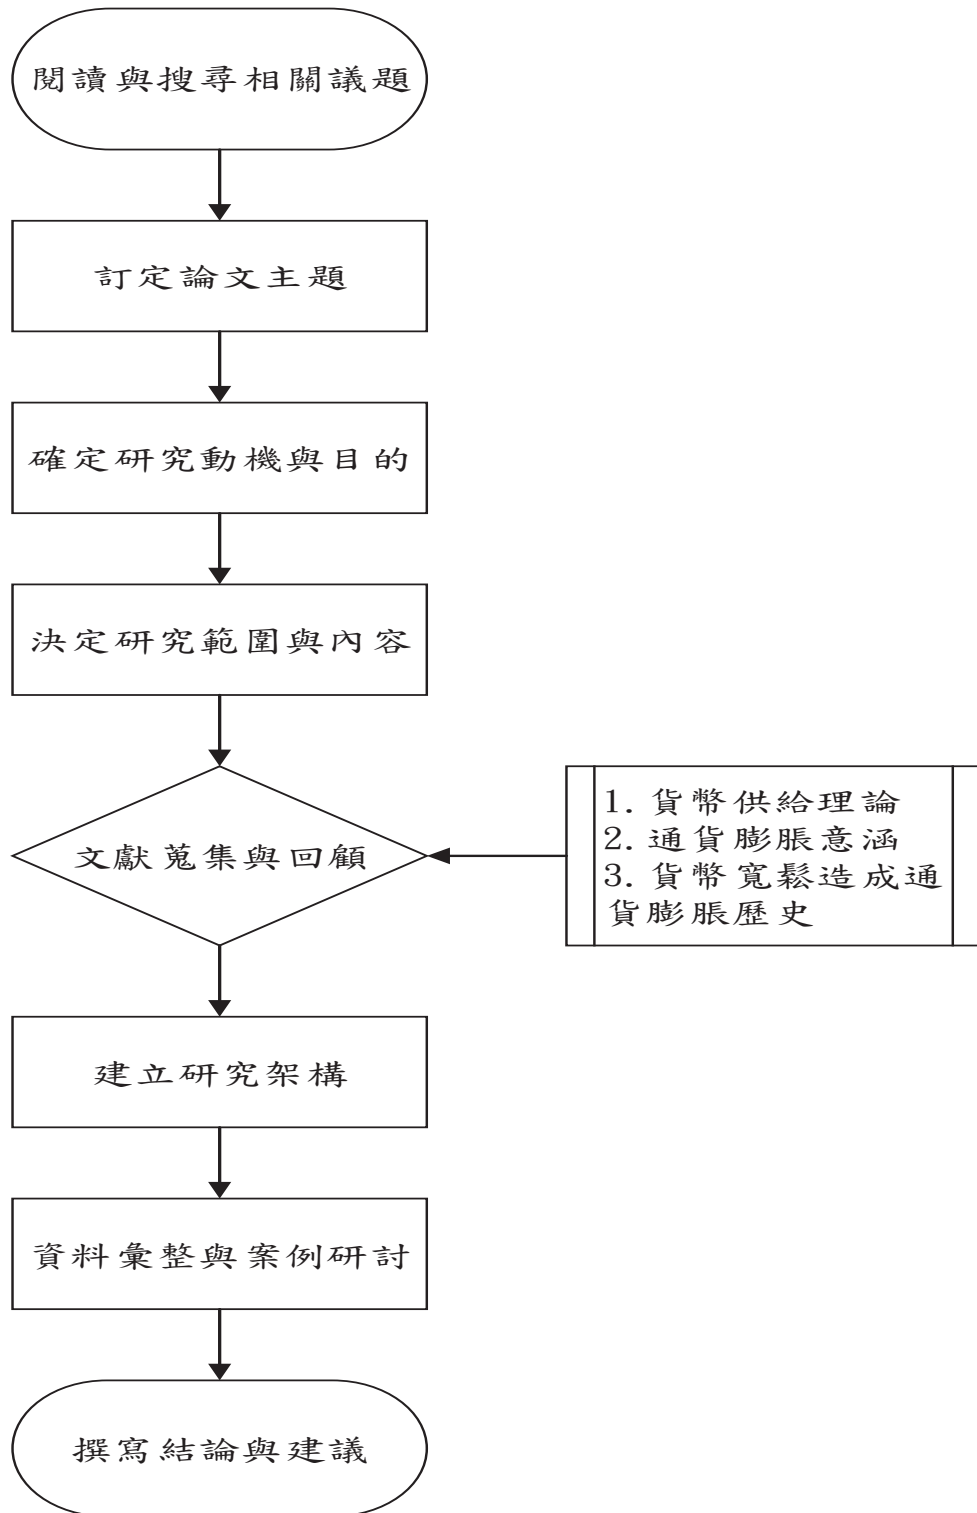 閱讀與搜尋相關議題
訂定論文主題
確定研究動機與目的
決定研究範圍與內容
文獻蒐集與回顧
1. 貨幣供給理論
2. 通貨膨脹意涵
3. 貨幣寬鬆造成通
貨膨脹歷史
建立研究架構
資料彙整與案例研討
撰寫結論與建議